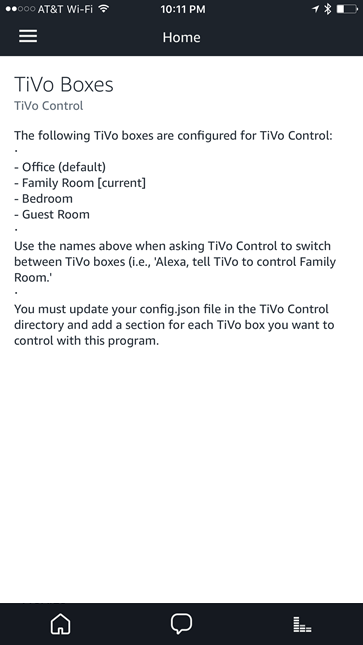 AT&T Wi-Fi 10:11 PM
Home
TiVo Boxes
TiVo Control
The following TiVo boxes are configured for TiVo Control:
.
- Office (default)
- Family Room [current]
- Bedroom
- Guest Room
.
Use the names above when asking TiVo Control to switch
between TiVo boxes (i.e., 'Alexa, tell TiVo to control Family
Room.'
.
You must update your config.json file in the TiVo Control
directory and add a section for each TiVo box you want to
control with this program.